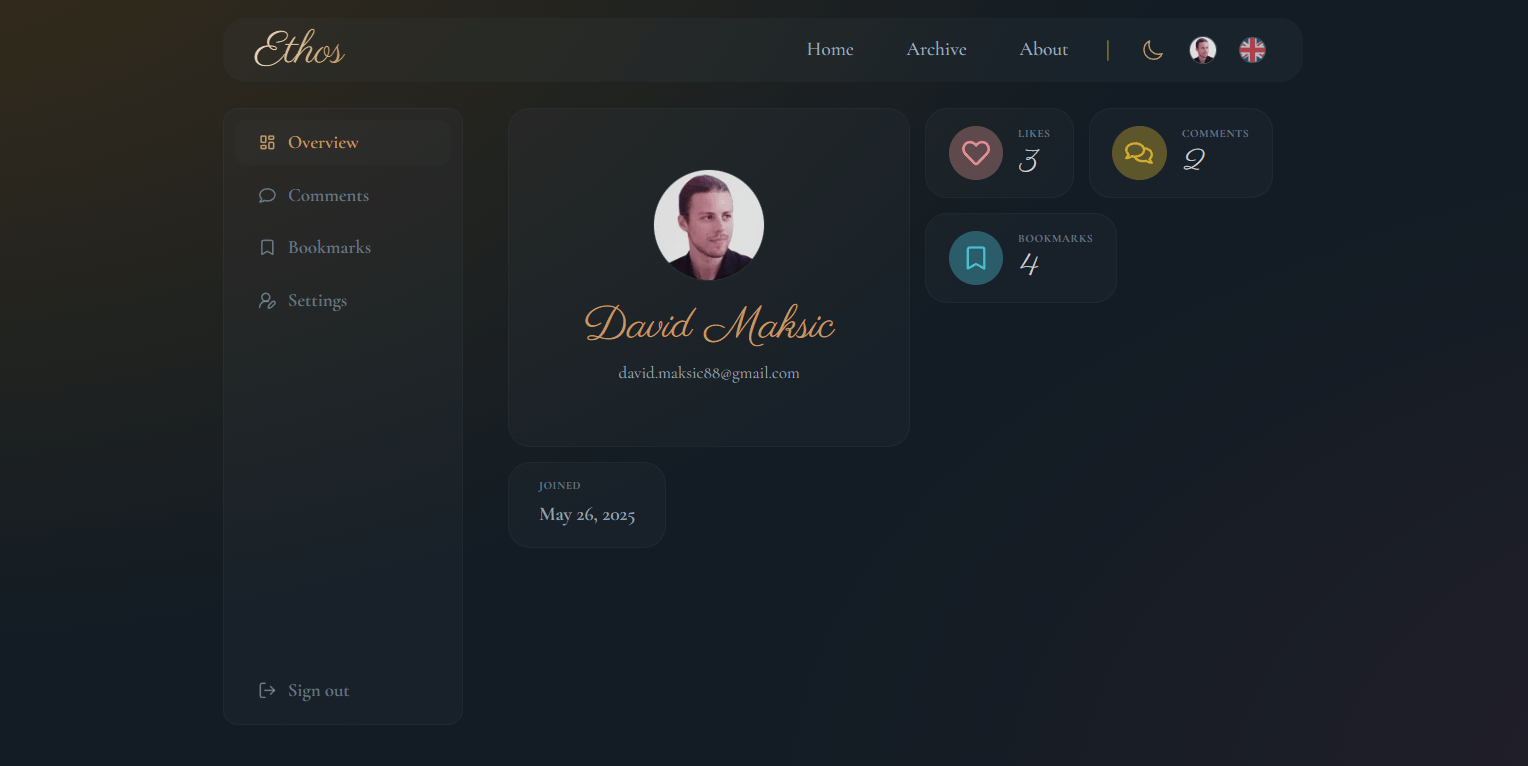 Ethos
Home
Archive
About
Overview
Comments
Bookmarks
Settings
Sign out
David Maksic
david.maksic88@gmail.com
JOINED
May 26, 2025
LIKES
3
COMMENTS
2
BOOKMARKS
4